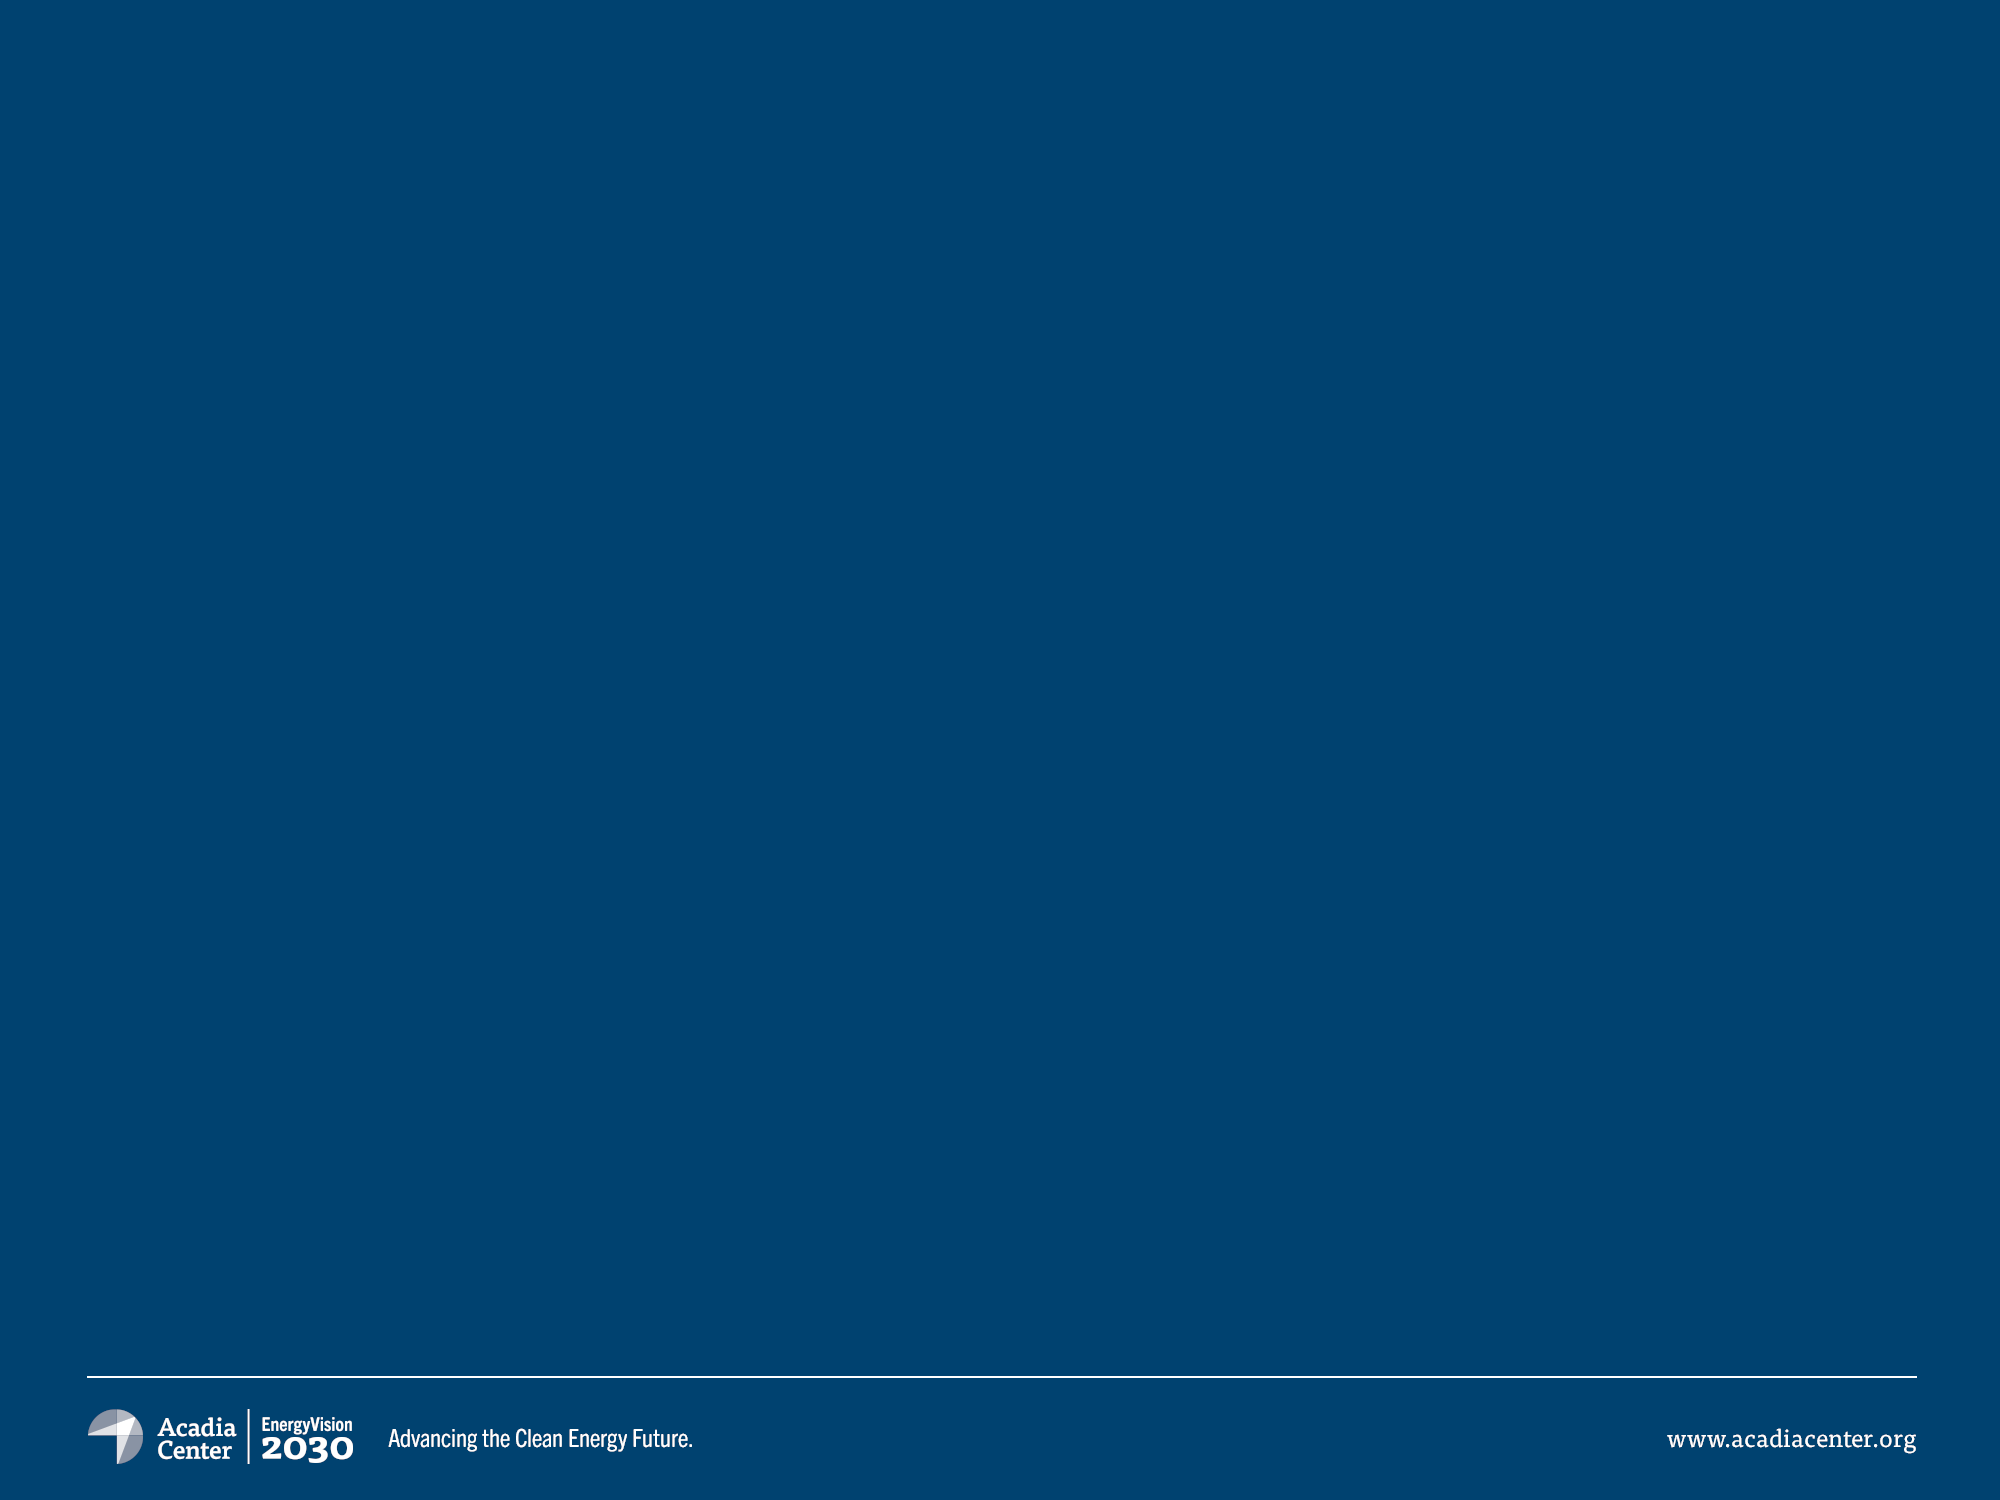 Acadia
Center
EnergyVision
2030
Advancing the Clean Energy Future.
www.acadiacenter.org